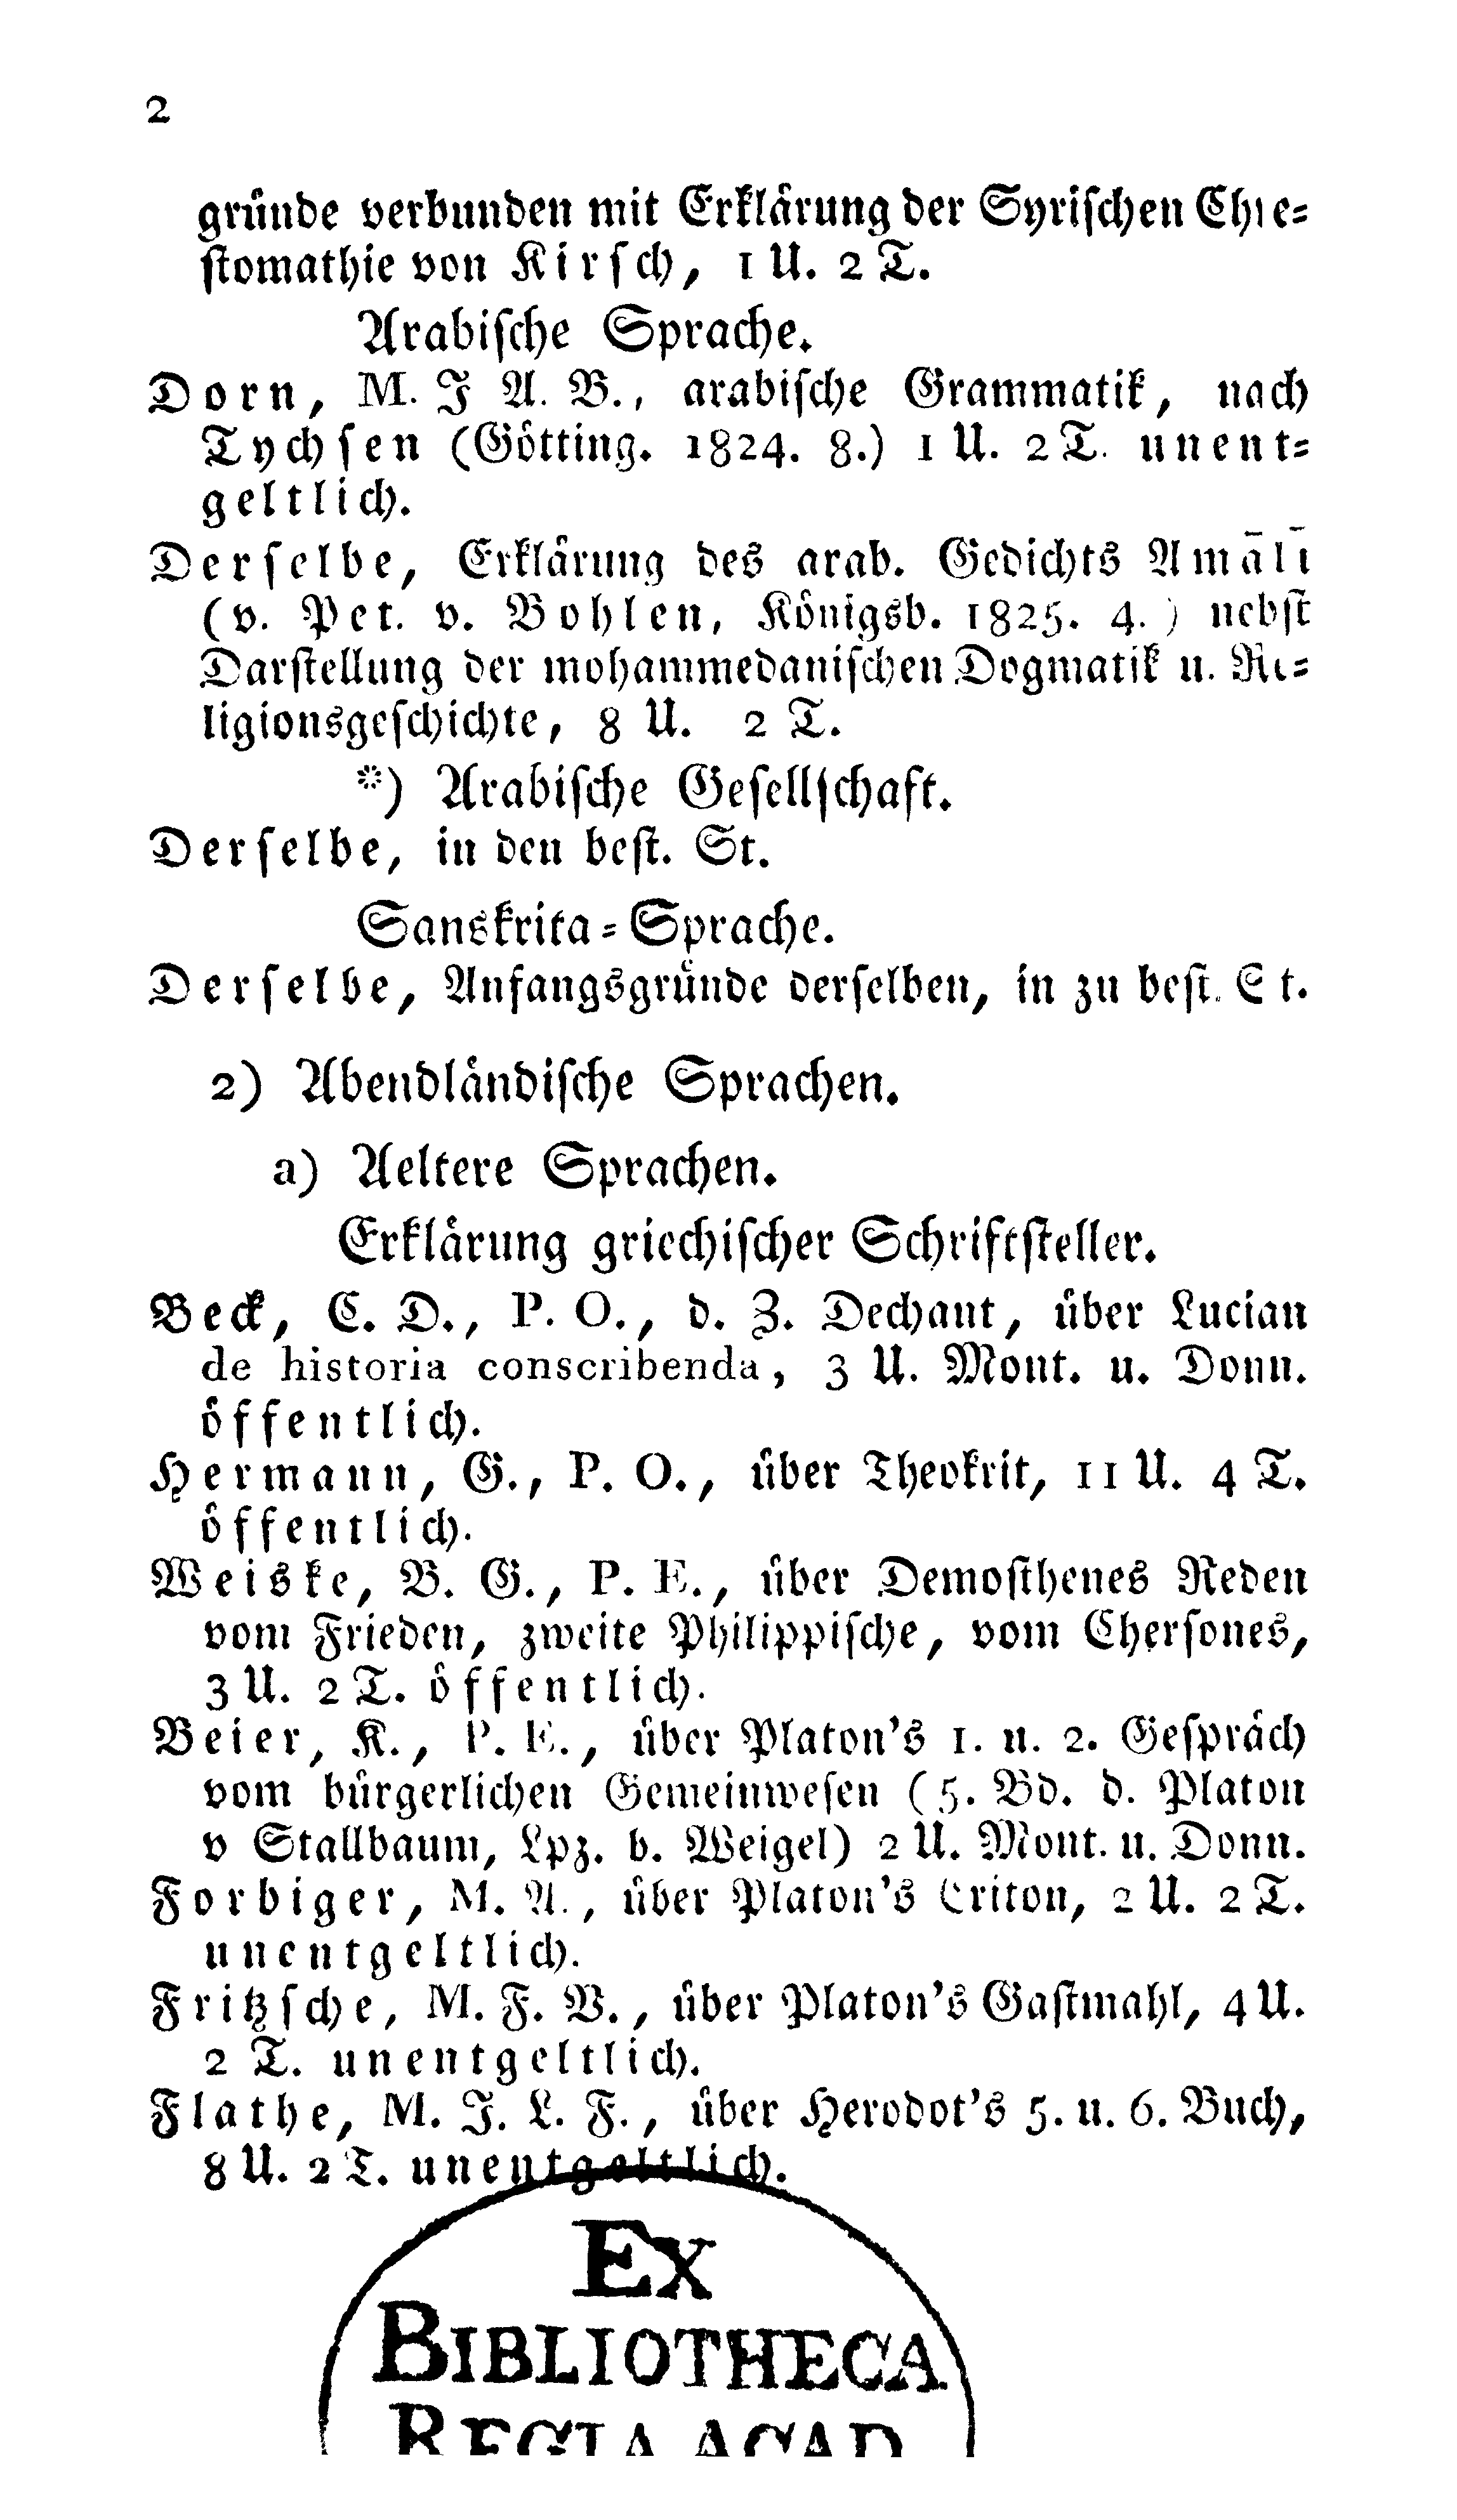 2
gründe verbunden mit Erklärung der Syrischen Chre=
stomathie von Kirsch, 1 U. 2 T.
Arabische Sprache.
Dorn, M. J A. B., arabische Grammatik, nach
Tychsen (Götting. 1824. 8.) 1 U. 2 T. unent=
geltlich.
Derselbe, Erklärung des arab. Gedichts Amālī
(v. Pet. v. Bohlen, Königsb. 1825. 4.) nebst
Darstellung der mohammedanischen Dogmatik u. Re=
ligionsgeschichte, 8 U. 2 T.
*) Arabische Gesellschaft.
Derselbe, in den best. St.
Sanskrita=Sprache.
Derselbe, Anfangsgründe derselben, in zu best. St.
2) Abendländische Sprachen.
a) Aeltere Sprachen.
Erklärung griechischer Schriftsteller.
Beck, C. D., P. O., d. Z. Dechant, über Lucian
de historia conscribenda, 3 U. Mont. u. Donn.
öffentlich.
Hermann, G., P. O., über Theokrit, 11 U. 4 T.
öffentlich.
Weiske, B. G., P. E., über Demosthenes Reden
vom Frieden, zweite Philippische, vom Chersones,
3 U. 2 T. öffentlich.
Beier, K., P. E., über Platon's 1. u. 2. Gespräch
vom bürgerlichen Gemeinwesen (5. Bd. d. Platon
v Stallbaum, Lpz. b. Weigel) 2 U. Mont. u. Donn.
Forbiger, M. A., über Platon's Criton, 2 U. 2 T.
unentgeltlich.
Fritzsche, M. F. V., über Platon's Gastmahl, 4 U.
2 T. unentgeltlich.
Flathe, M. J. L. F., über Herodot's 5. u. 6. Buch,
8 U. 2 T. unentgeltlich.
EX
BIBLIOTHECA
REGIA ACAD